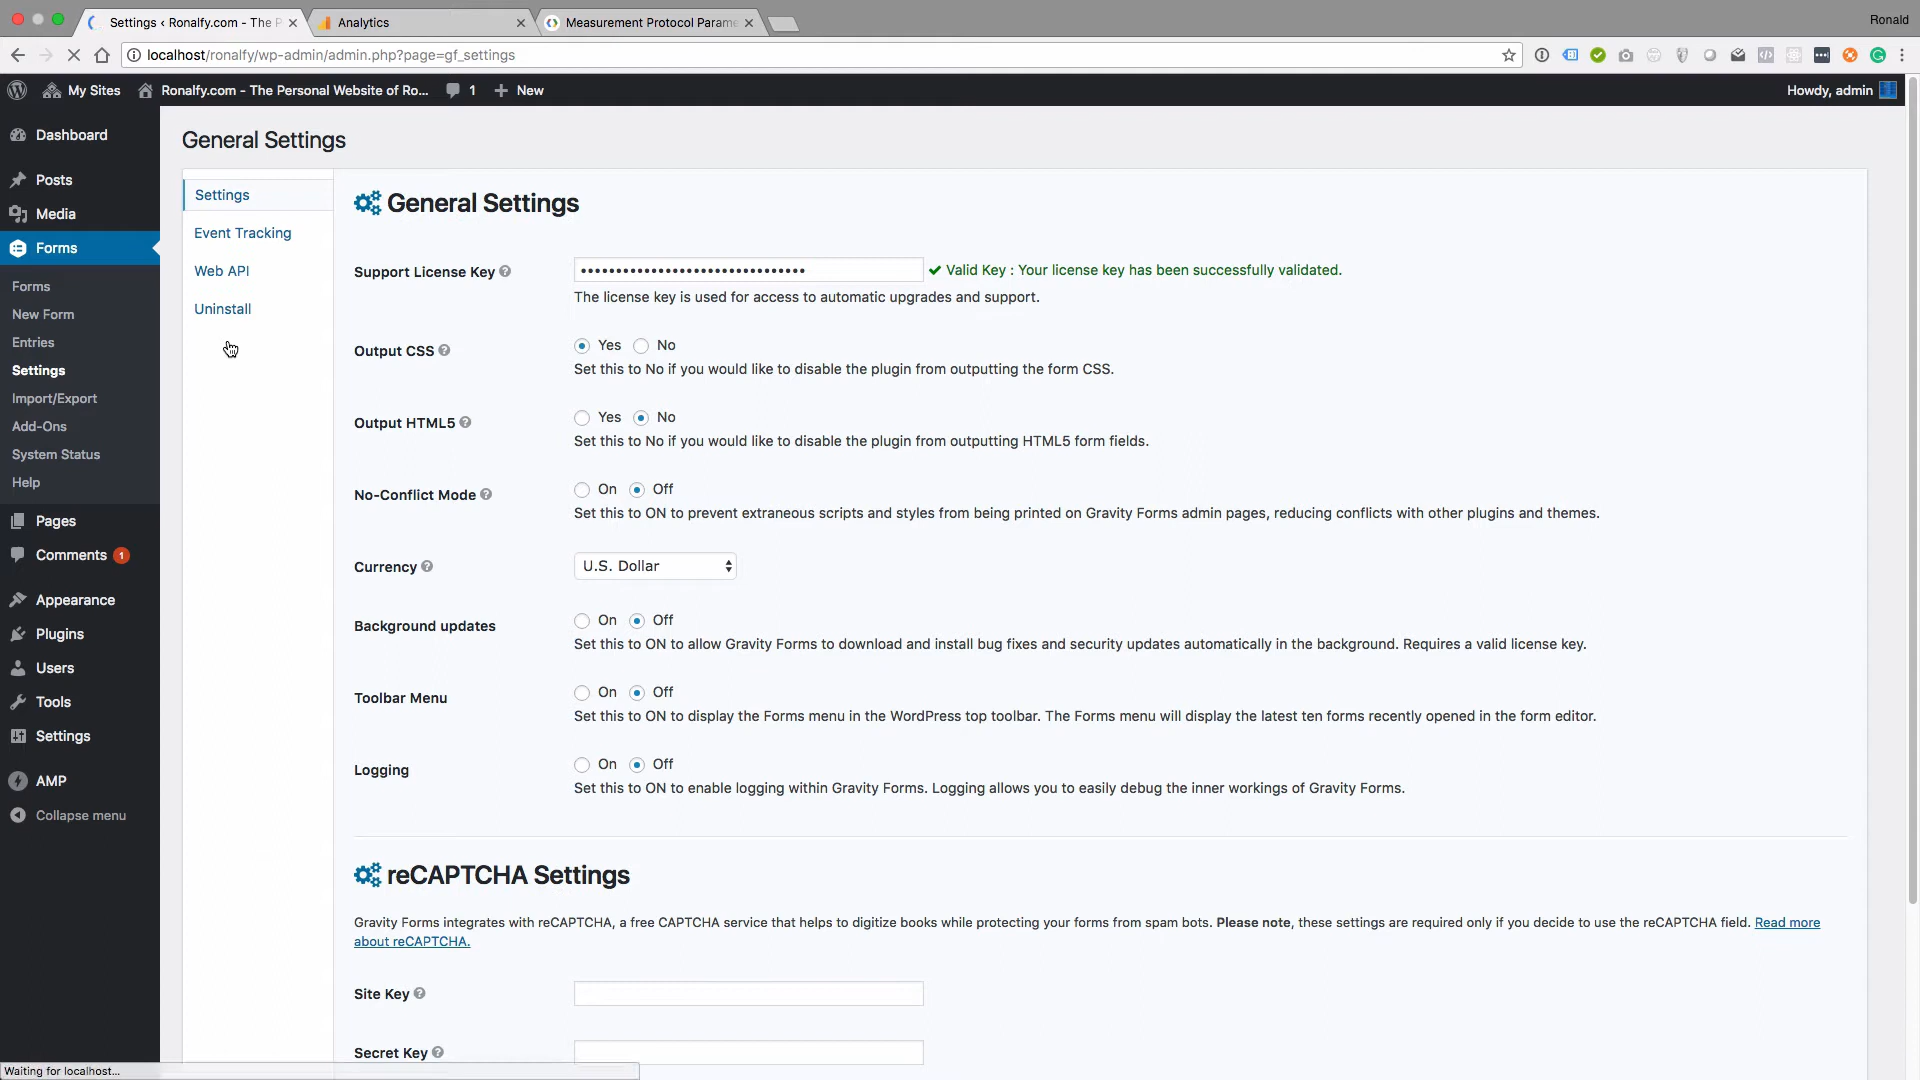 Settings ‹ Ronalfy.com - The P
Analytics
Measurement Protocol Parame
Ronald
localhost/ronalfy/wp-admin/admin.php?page=gf_settings
My Sites
Ronalfy.com - The Personal Website of Ro...
1
New
Howdy, admin
Dashboard
Posts
Media
Forms
Forms
New Form
Entries
Settings
Import/Export
Add-Ons
System Status
Help
Pages
Comments 1
Appearance
Plugins
Users
Tools
Settings
AMP
Collapse menu
General Settings
Settings
Event Tracking
Web API
Uninstall
General Settings
Support License Key
Valid Key : Your license key has been successfully validated.
The license key is used for access to automatic upgrades and support.
Output CSS
Yes No
Set this to No if you would like to disable the plugin from outputting the form CSS.
Output HTML5
Yes No
Set this to No if you would like to disable the plugin from outputting HTML5 form fields.
No-Conflict Mode
On Off
Set this to ON to prevent extraneous scripts and styles from being printed on Gravity Forms admin pages, reducing conflicts with other plugins and themes.
Currency
U.S. Dollar
Background updates
On Off
Set this to ON to allow Gravity Forms to download and install bug fixes and security updates automatically in the background. Requires a valid license key.
Toolbar Menu
On Off
Set this to ON to display the Forms menu in the WordPress top toolbar. The Forms menu will display the latest ten forms recently opened in the form editor.
Logging
On Off
Set this to ON to enable logging within Gravity Forms. Logging allows you to easily debug the inner workings of Gravity Forms.
reCAPTCHA Settings
Gravity Forms integrates with reCAPTCHA, a free CAPTCHA service that helps to digitize books while protecting your forms from spam bots. Please note, these settings are required only if you decide to use the reCAPTCHA field. Read more
about reCAPTCHA.
Site Key
Secret Key
Waiting for localhost...